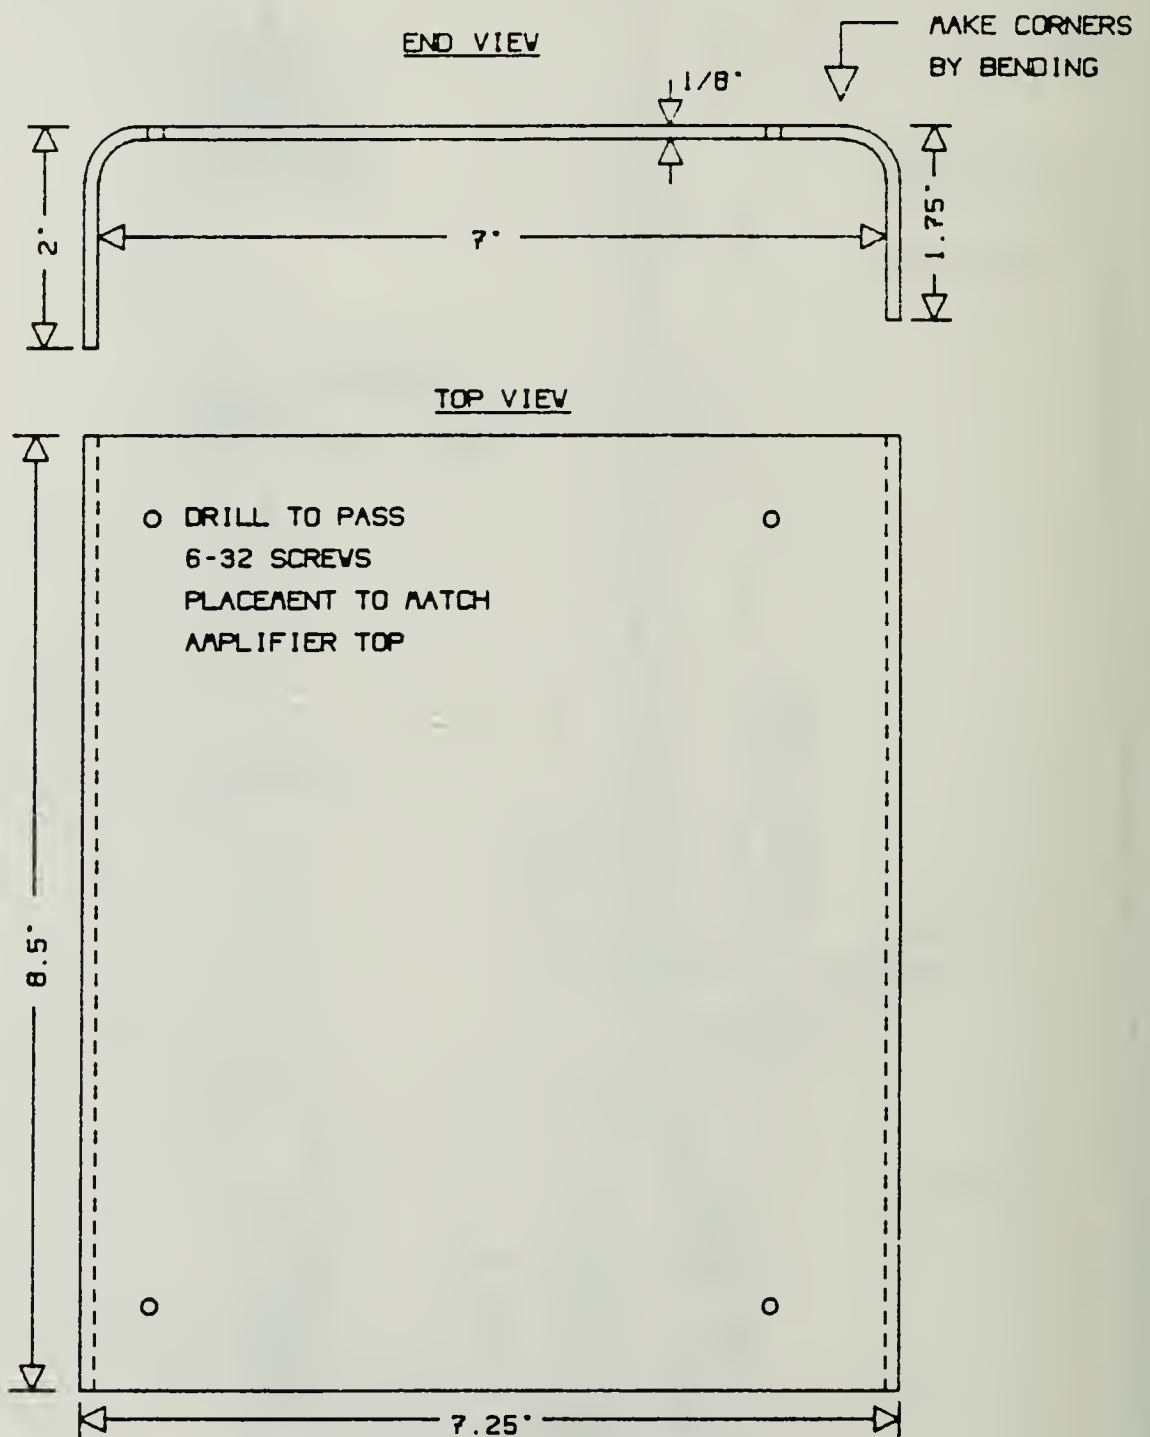 END VIEW
MAKE CORNERS
BY BENDING
1/8"
2"
7"
1.75"
TOP VIEW
DRILL TO PASS
6-32 SCREWS
PLACEMENT TO MATCH
AMPLIFIER TOP
8.5"
7.25"